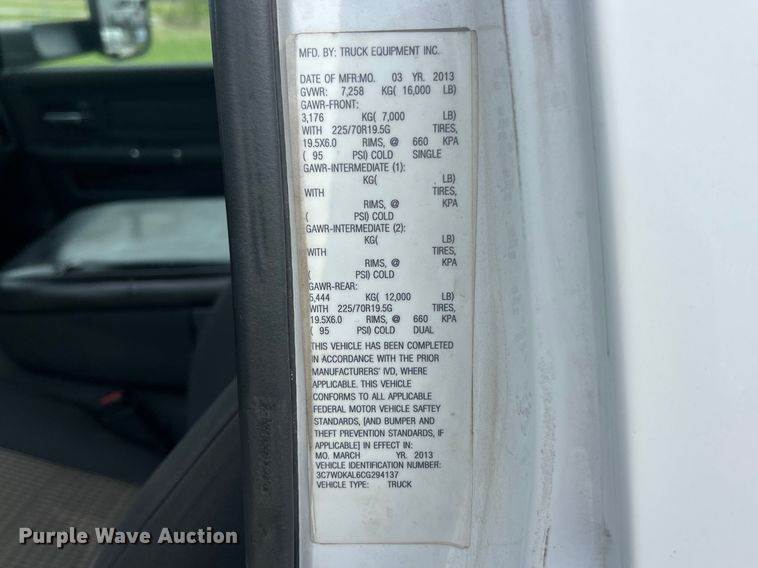 MFD. BY: TRUCK EQUIPMENT INC.
DATE OF MFR:MO. 03 YR. 2013
GVWR: 7,258 KG( 16,000 LB)
GAWR-FRONT:
3,176 KG( 7,000 LB)
WITH 225/70R19.5G TIRES,
19.5X6.0 RIMS, @ 660 KPA
( 95 PSI) COLD SINGLE
GAWR-INTERMEDIATE (1):
KG( LB)
WITH TIRES,
RIMS, @ KPA
( PSI) COLD
GAWR-INTERMEDIATE (2):
KG( LB)
WITH TIRES,
RIMS, @ KPA
( PSI) COLD
GAWR-REAR:
5,444 KG( 12,000 LB)
WITH 225/70R19.5G TIRES,
19.5X6.0 RIMS, @ 660 KPA
( 95 PSI) COLD DUAL
THIS VEHICLE HAS BEEN COMPLETED
IN ACCORDANCE WITH THE PRIOR
MANUFACTURERS' IVD, WHERE
APPLICABLE. THIS VEHICLE
CONFORMS TO ALL APPLICABLE
FEDERAL MOTOR VEHICLE SAFTEY
STANDARDS, [AND BUMPER AND
THEFT PREVENTION STANDARDS, IF
APPLICABLE] IN EFFECT IN:
MO. MARCH YR. 2013
VEHICLE IDENTIFICATION NUMBER:
3C7WDKAL6CG294137
VEHICLE TYPE: TRUCK
Purple Wave Auction